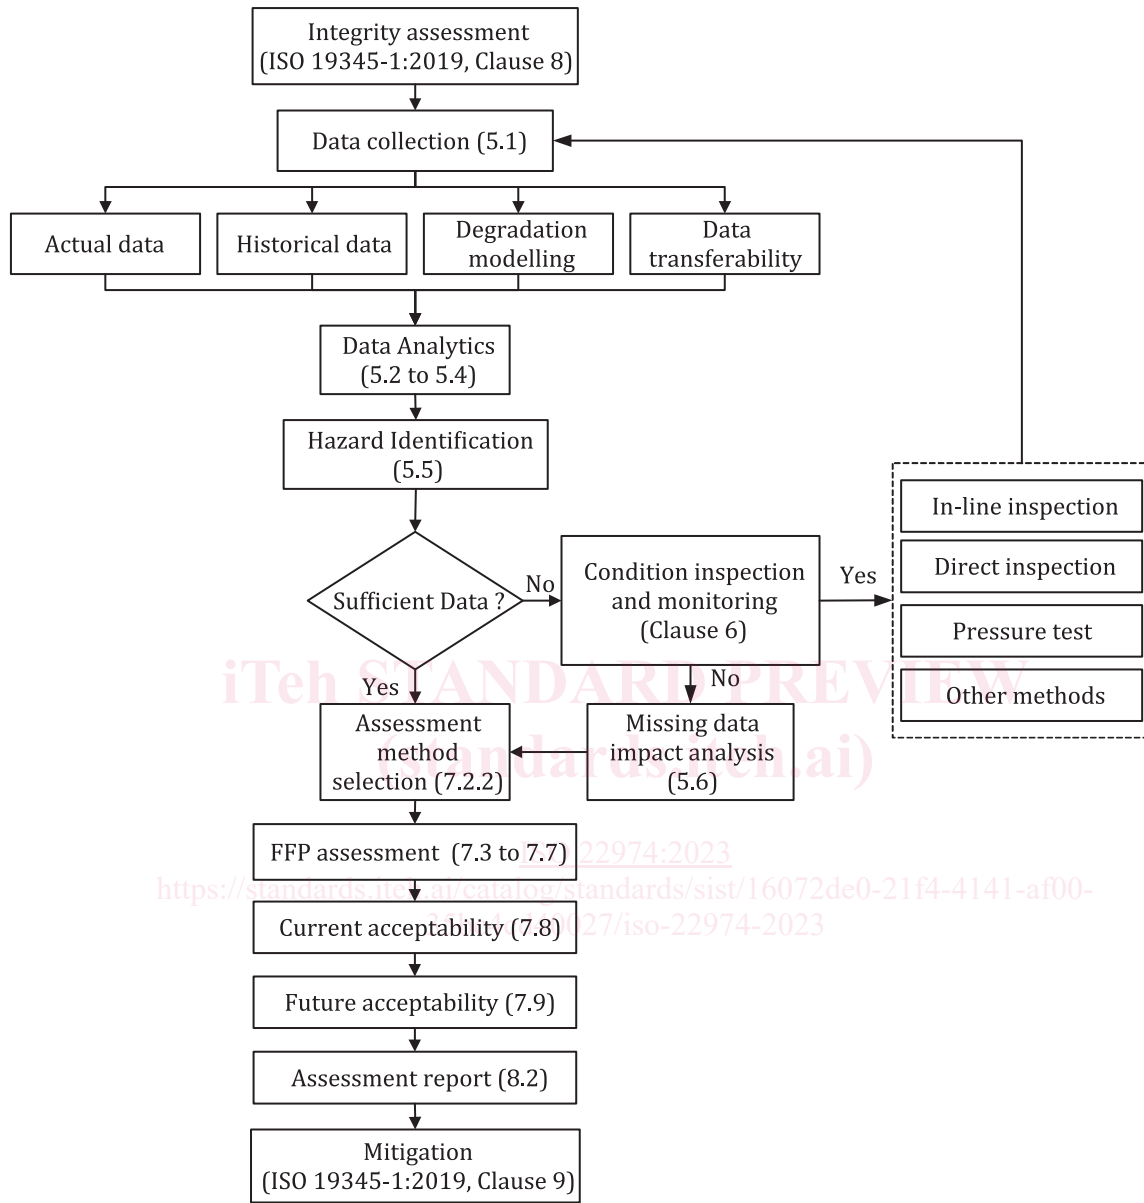 Integrity assessment
(ISO 19345-1:2019, Clause 8)
Data collection (5.1)
Actual data
Historical data
Degradation
modelling
Data
transferability
Data Analytics
(5.2 to 5.4)
Hazard Identification
(5.5)
Sufficient Data ?
No
Condition inspection
and monitoring
(Clause 6)
Yes
In-line inspection
Direct inspection
Pressure test
Other methods
Yes
No
iTeh STANDARD PREVIEW
(standards.iteh.ai)
Assessment
method
selection (7.2.2)
Missing data
impact analysis
(5.6)
FFP assessment (7.3 to 7.7)
ISO 22974:2023
https://standards.iteh.ai/catalog/standards/sist/16072de0-21f4-4141-af00-
0027/iso-22974-2023
Current acceptability (7.8)
Future acceptability (7.9)
Assessment report (8.2)
Mitigation
(ISO 19345-1:2019, Clause 9)